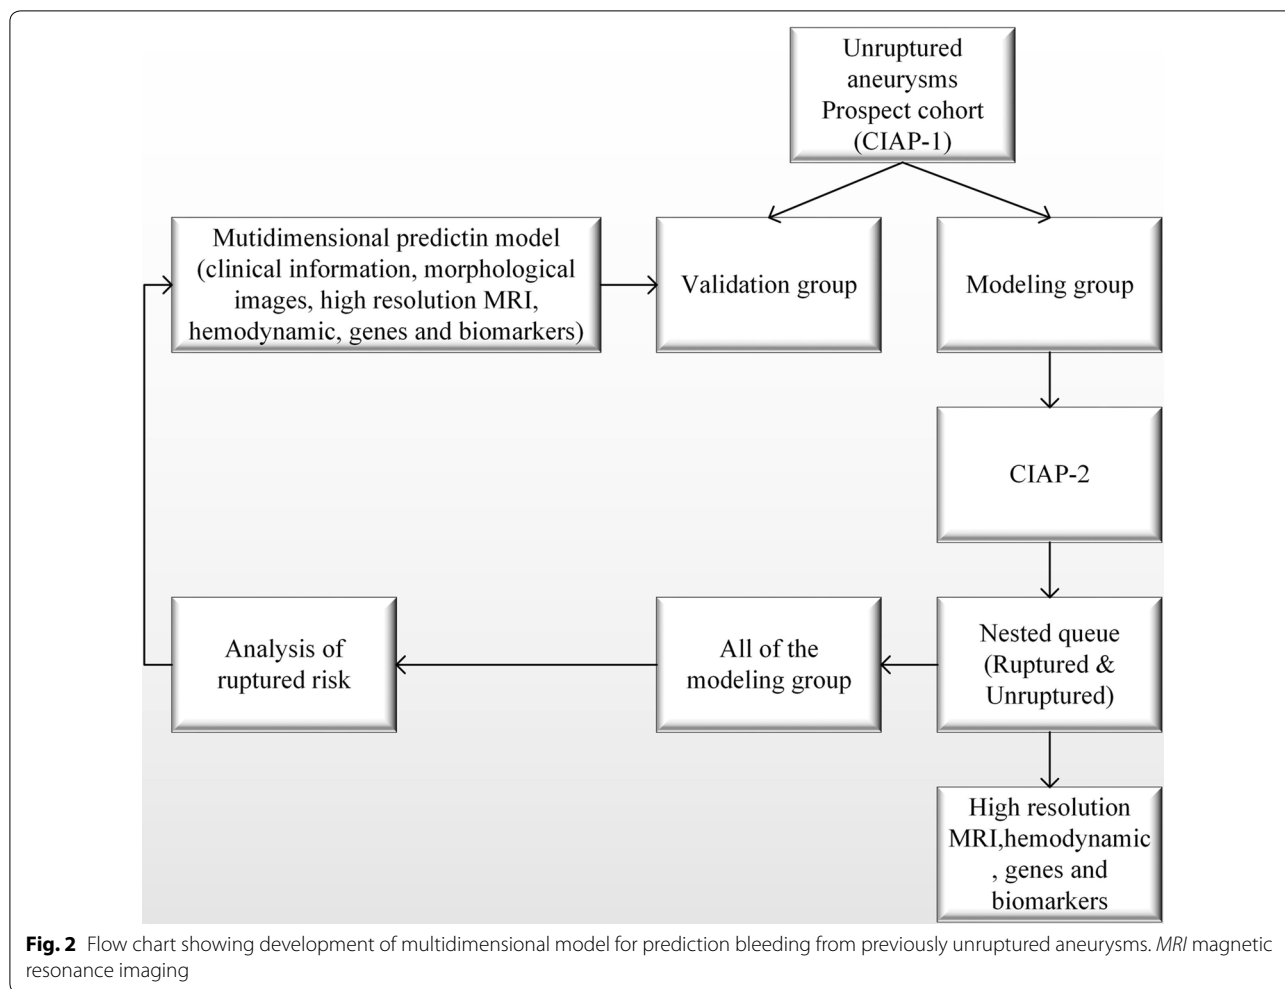 Unruptured
aneurysms
Prospect cohort
(CIAP-1)
Mutidimensional predictin model
(clinical information, morphological
images, high resolution MRI,
hemodynamic, genes and biomarkers)
Validation group
Modeling group
CIAP-2
Analysis of
ruptured risk
All of the
modeling group
Nested queue
(Ruptured &
Unruptured)
High resolution
MRI,hemodynamic
, genes and
biomarkers
Fig. 2 Flow chart showing development of multidimensional model for prediction bleeding from previously unruptured aneurysms. MRI magnetic
resonance imaging